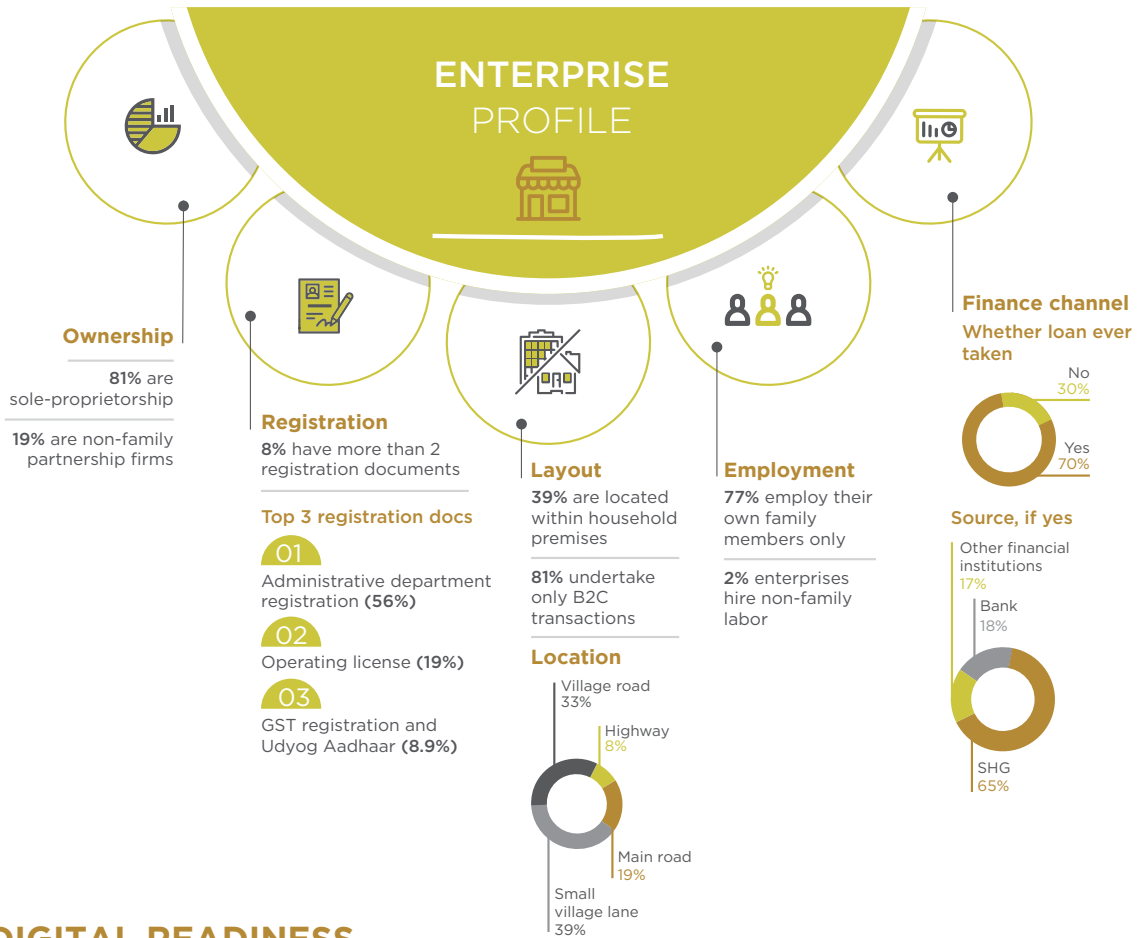 ENTERPRISE
PROFILE
Ownership
81% are
sole-proprietorship
19% are non-family
partnership firms
Registration
8% have more than 2
registration documents
Top 3 registration docs
01
Administrative department
registration (56%)
02
Operating license (19%)
03
GST registration and
Udyog Aadhaar (8.9%)
Layout
39% are located
within household
premises
81% undertake
only B2C
transactions
Location
Village road
33%
Highway
8%
Main road
19%
Small
village lane
39%
Employment
77% employ their
own family
members only
2% enterprises
hire non-family
labor
Finance channel
Whether loan ever
taken
No
30%
Yes
70%
Source, if yes
Other financial
institutions
17%
Bank
18%
SHG
65%
DIGITAL READINESS